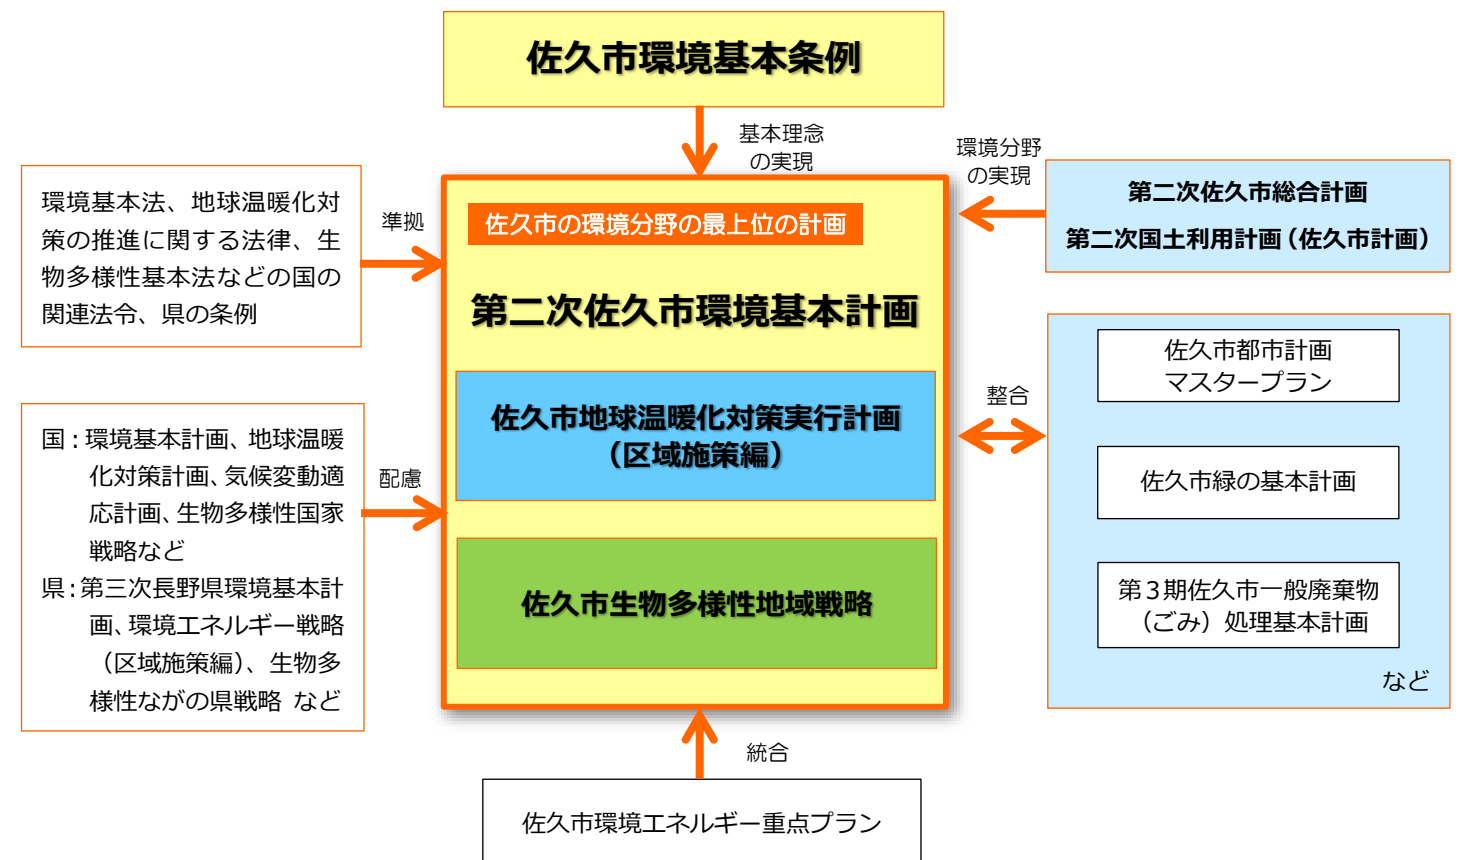 佐久市環境基本条例
基本理念
の実現
環境分野
の実現
第二次佐久市総合計画
第二次国土利用計画(佐久市計画)
環境基本法、地球温暖化対
策の推進に関する法律、生
物多様性基本法などの国の
関連法令、県の条例
準拠
佐久市の環境分野の最上位の計画
第二次佐久市環境基本計画
佐久市地球温暖化対策実行計画
(区域施策編)
佐久市生物多様性地域戦略
国:環境基本計画、地球温暖
化対策計画、気候変動適
応計画、生物多様性国家
戦略など
県:第三次長野県環境基本計
画、環境エネルギー戦略
(区域施策編)、生物多
様性ながの県戦略 など
配慮
整合
佐久市都市計画
マスタープラン
佐久市緑の基本計画
第3期佐久市一般廃棄物
(ごみ)処理基本計画
など
統合
佐久市環境エネルギー重点プラン